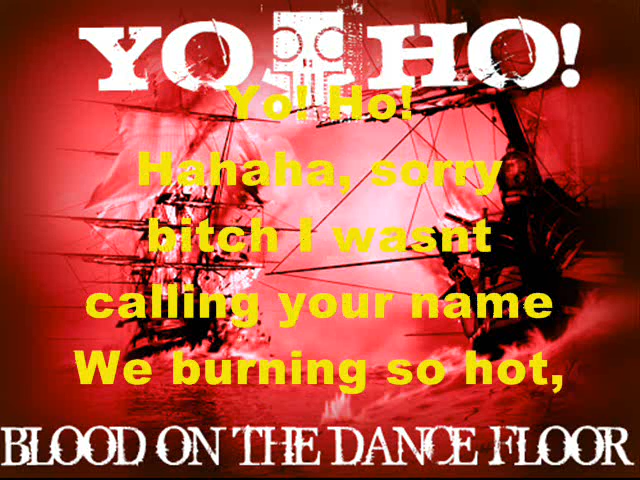 YO HO!
Yo! Ho!
Hahaha, sorry
bitch I wasnt
calling your name
We burning so hot,
BLOOD ON THE DANCE FLOOR